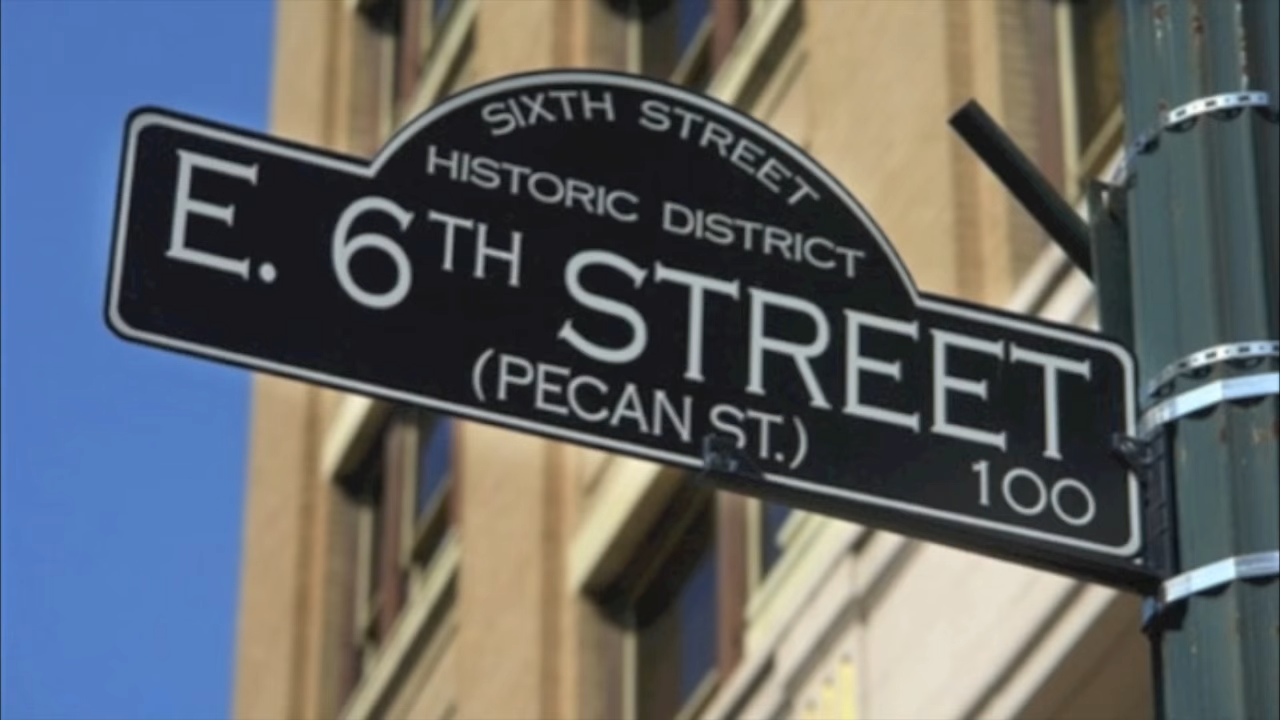 SIXTH STREET
HISTORIC DISTRICT
E. 6TH STREET
(PECAN ST.)
100